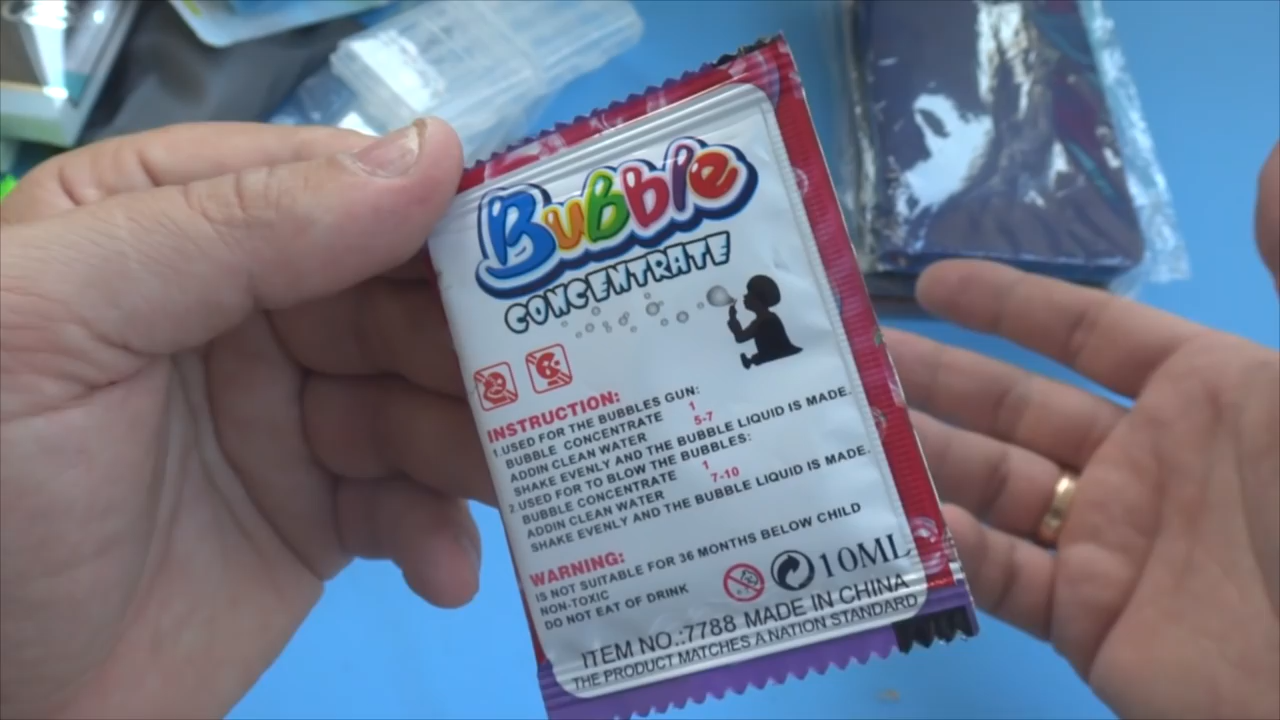 Bubble
CONCENTRATE
INSTRUCTION:
1.USED FOR THE BUBBLES GUN:
BUBBLE CONCENTRATE 1
ADDIN CLEAN WATER 5-7
SHAKE EVENLY AND THE BUBBLE LIQUID IS MADE.
2.USED FOR TO BLOW THE BUBBLES:
BUBBLE CONCENTRATE 1
ADDIN CLEAN WATER 7-10
SHAKE EVENLY AND THE BUBBLE LIQUID IS MADE.
WARNING:
IS NOT SUITABLE FOR 36 MONTHS BELOW CHILD
NON-TOXIC
DO NOT EAT OF DRINK
10ML
ITEM NO.:7788 MADE IN CHINA
THE PRODUCT MATCHES A NATION STANDARD